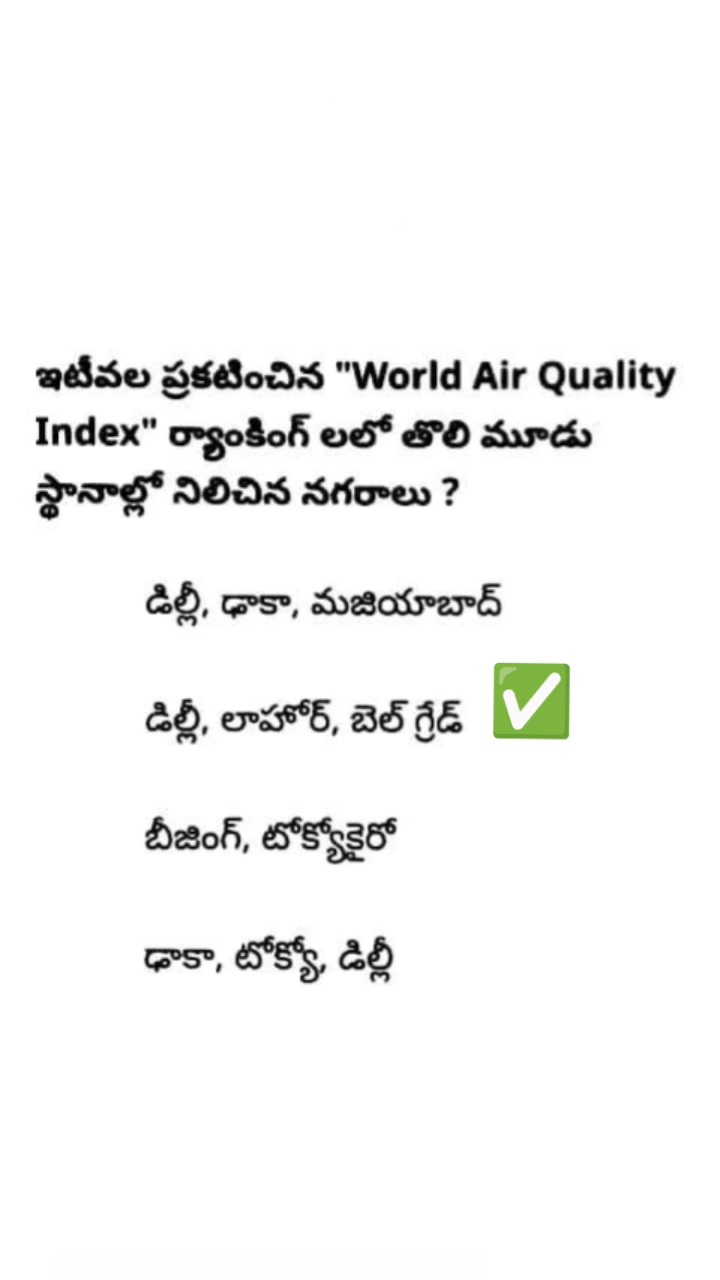 ఇటీవల ప్రకటించిన "World Air Quality
Index" ర్యాంకింగ్ లలో తొలి మూడు
స్థానాల్లో నిలిచిన నగరాలు ?
డిల్లీ, ఢాకా, మజియాబాద్
డిల్లీ, లాహోర్, బెల్ గ్రేడ్ ✅
బీజింగ్, టోక్యోకైరో
ఢాకా, టోక్యో, డిల్లీ